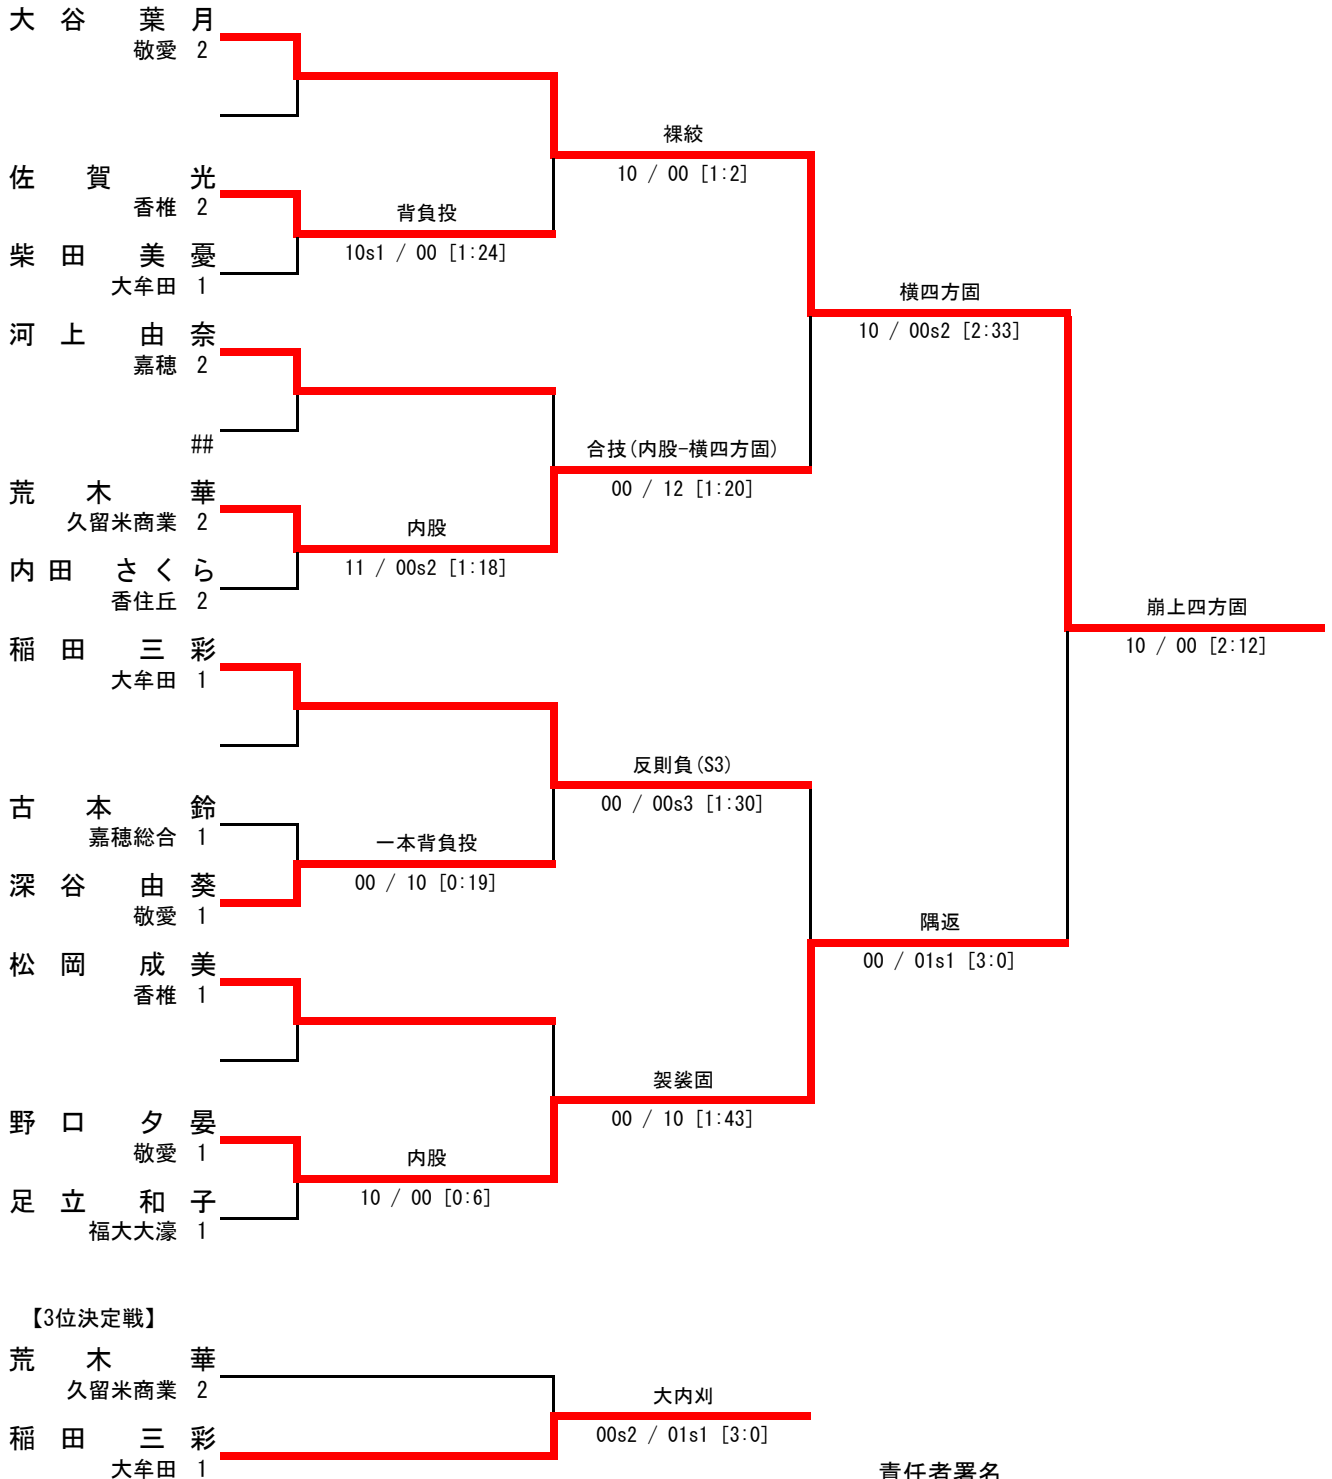 大谷 葉月
敬愛 2
裸絞
10 / 00 [1:2]
佐賀 光
香椎 2
背負投
10s1 / 00 [1:24]
柴田 美憂
大牟田 1
横四方固
10 / 00s2 [2:33]
河上 由奈
嘉穂 2
##
合技(内股-横四方固)
00 / 12 [1:20]
荒木 華
久留米商業 2
内股
11 / 00s2 [1:18]
内田 さくら
香住丘 2
崩上四方固
10 / 00 [2:12]
稲田 三彩
大牟田 1
反則負(S3)
00 / 00s3 [1:30]
古本 鈴
嘉穂総合 1
一本背負投
00 / 10 [0:19]
深谷 由葵
敬愛 1
隅返
00 / 01s1 [3:0]
松岡 成美
香椎 1
袈裟固
00 / 10 [1:43]
野口 夕晏
敬愛 1
内股
10 / 00 [0:6]
足立 和子
福大大濠 1
【3位決定戦】
荒木 華
久留米商業 2
大内刈
00s2 / 01s1 [3:0]
稲田 三彩
大牟田 1
責任者署名